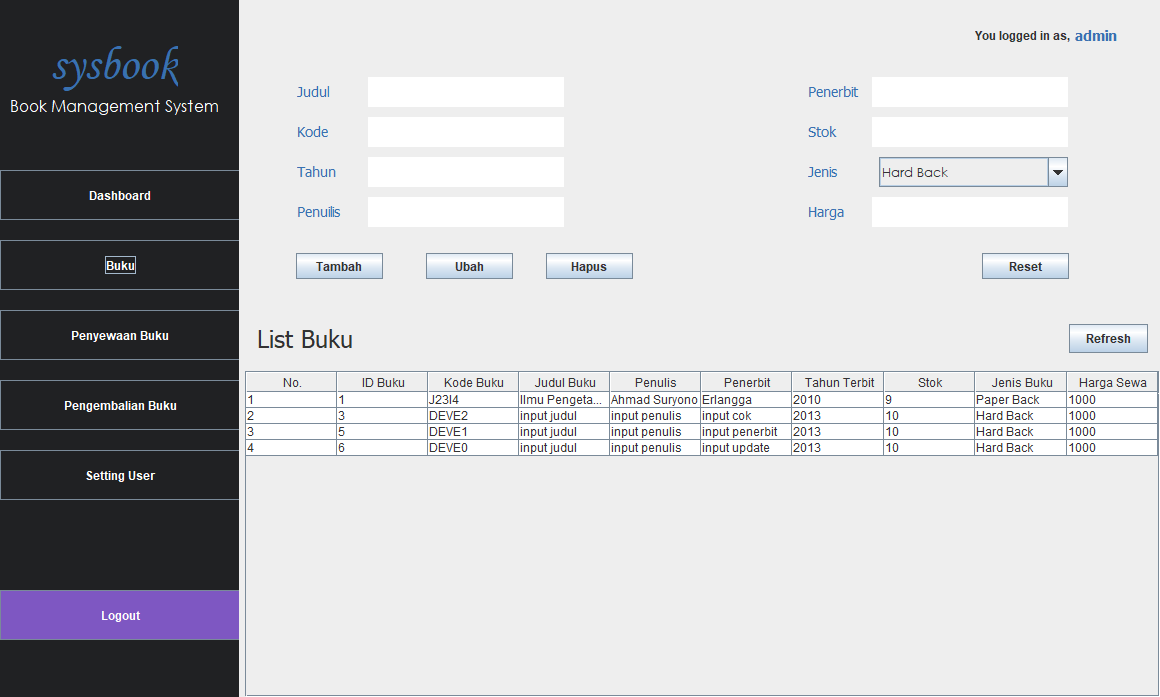 sysbook
Book Management System
Dashboard
Buku
Penyewaan Buku
Pengembalian Buku
Setting User
Logout
You logged in as, admin
Judul
Kode
Tahun
Penulis
Penerbit
Stok
Jenis Hard Back
Harga
Tambah Ubah Hapus Reset
List Buku Refresh
No. ID Buku Kode Buku Judul Buku Penulis Penerbit Tahun Terbit Stok Jenis Buku Harga Sewa
1 1 J23I4 Ilmu Pengeta... Ahmad Suryono Erlangga 2010 9 Paper Back 1000
2 3 DEVE2 input judul input penulis input cok 2013 10 Hard Back 1000
3 5 DEVE1 input judul input penulis input penerbit 2013 10 Hard Back 1000
4 6 DEVE0 input judul input penulis input update 2013 10 Hard Back 1000